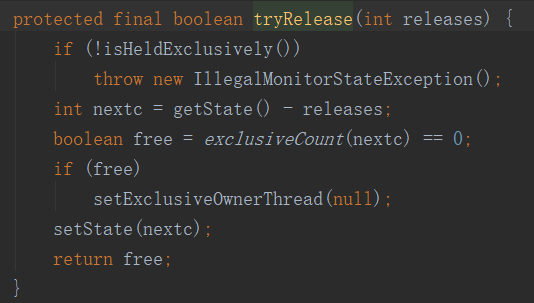 protected final boolean tryRelease(int releases) {
    if (!isHeldExclusively())
        throw new IllegalMonitorStateException();
    int nextc = getState() - releases;
    boolean free = exclusiveCount(nextc) == 0;
    if (free)
        setExclusiveOwnerThread(null);
    setState(nextc);
    return free;
}